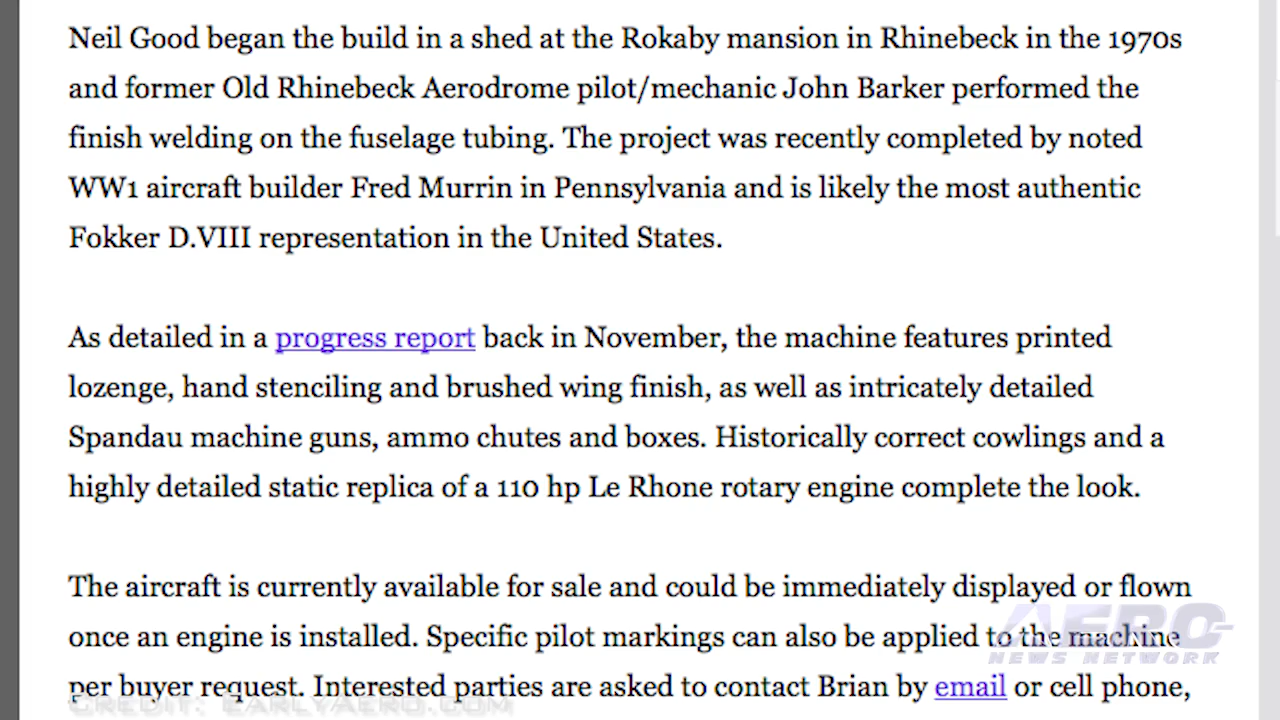 Neil Good began the build in a shed at the Rokaby mansion in Rhinebeck in the 1970s
and former Old Rhinebeck Aerodrome pilot/mechanic John Barker performed the
finish welding on the fuselage tubing. The project was recently completed by noted
WW1 aircraft builder Fred Murrin in Pennsylvania and is likely the most authentic
Fokker D.VIII representation in the United States.
As detailed in a progress report back in November, the machine features printed
lozenge, hand stenciling and brushed wing finish, as well as intricately detailed
Spandau machine guns, ammo chutes and boxes. Historically correct cowlings and a
highly detailed static replica of a 110 hp Le Rhone rotary engine complete the look.
The aircraft is currently available for sale and could be immediately displayed or flown
once an engine is installed. Specific pilot markings can also be applied to the machine
per buyer request. Interested parties are asked to contact Brian by email or cell phone,
AERO
NEWS NETWORK
CREDIT: EARLYAERO.COM